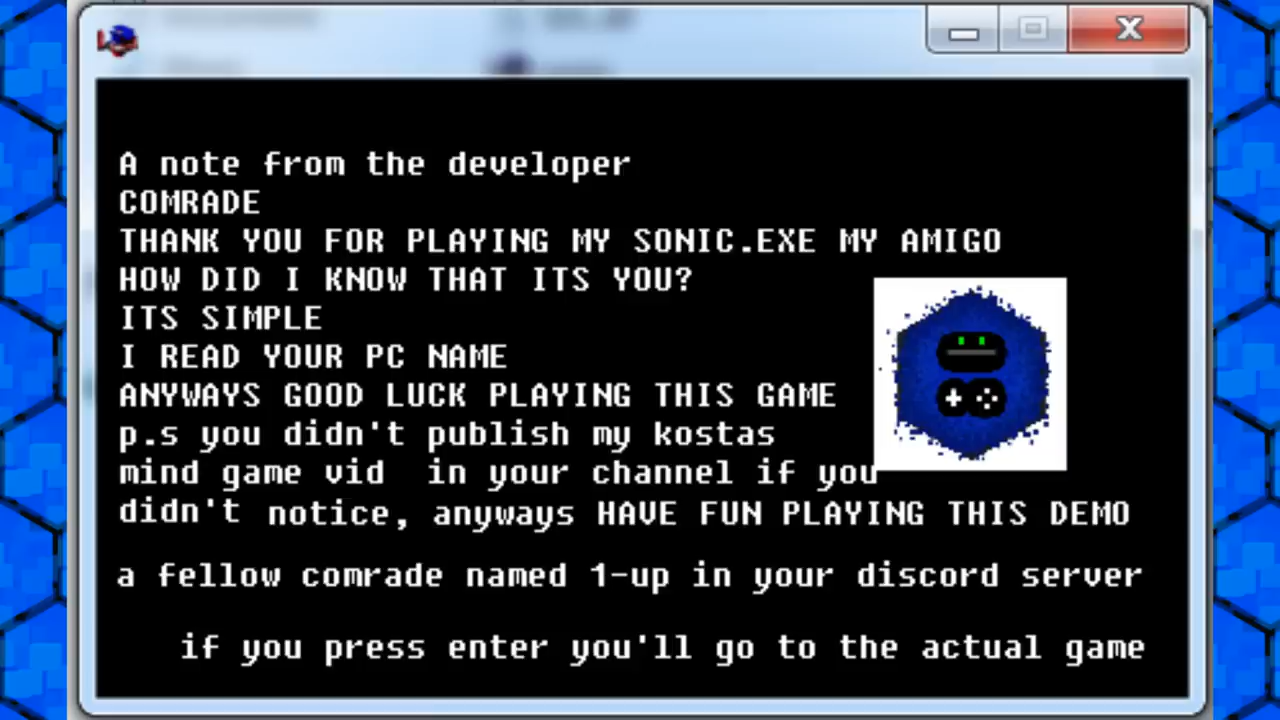 A note from the developer
COMRADE
THANK YOU FOR PLAYING MY SONIC.EXE MY AMIGO
HOW DID I KNOW THAT ITS YOU?
ITS SIMPLE
I READ YOUR PC NAME
ANYWAYS GOOD LUCK PLAYING THIS GAME
p.s you didn't publish my kostas
mind game vid in your channel if you
didn't notice, anyways HAVE FUN PLAYING THIS DEMO
a fellow comrade named 1-up in your discord server
if you press enter you'll go to the actual game